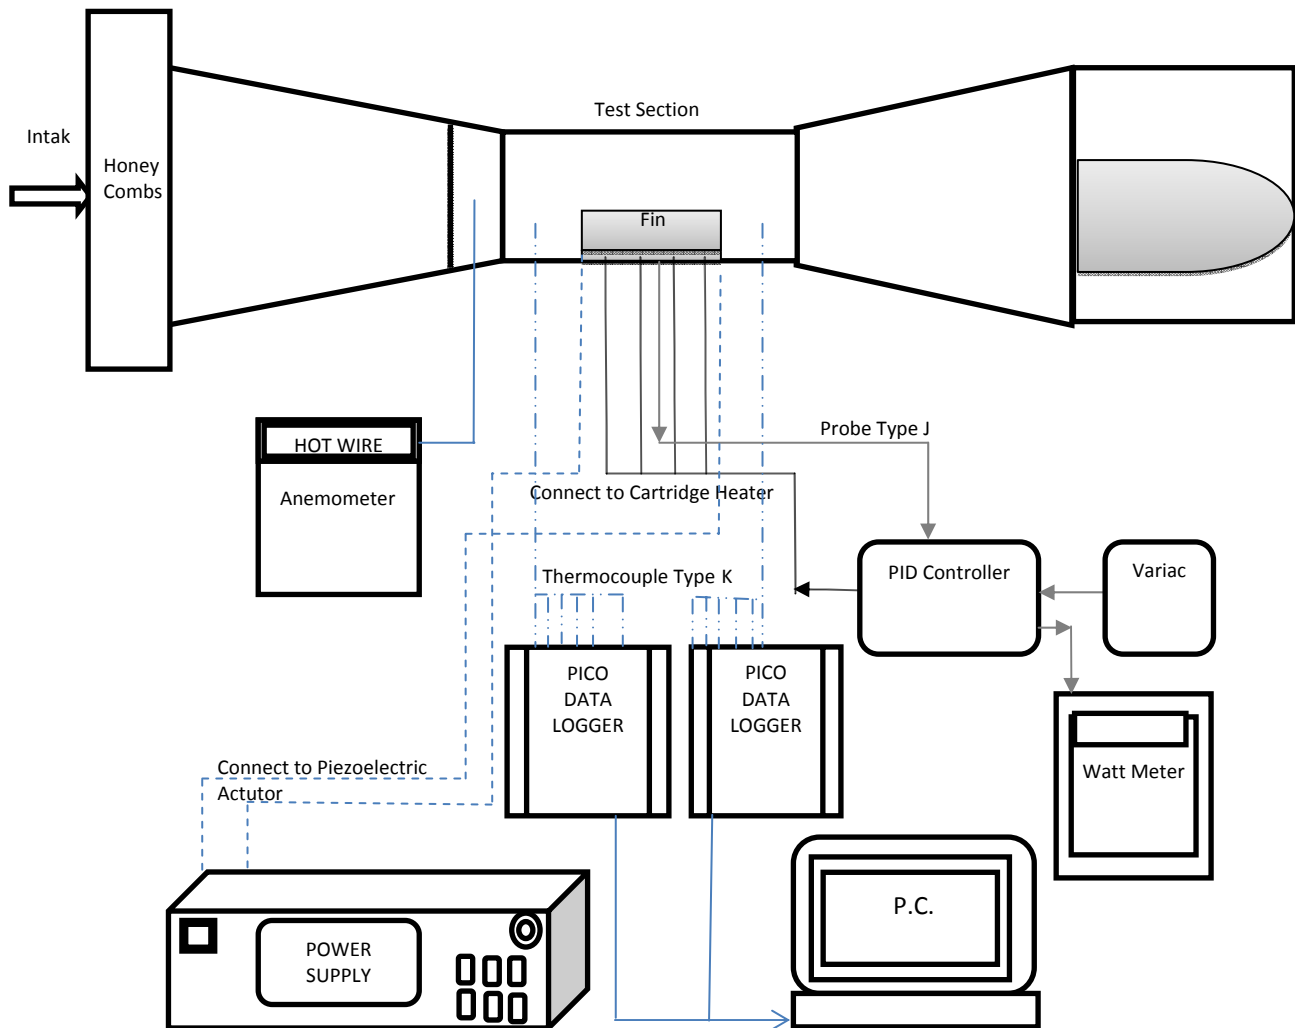 Test Section
Intak
Honey
Combs
Fin
HOT WIRE
Anemometer
Probe Type J
Connect to Cartridge Heater
PID Controller
Variac
Thermocouple Type K
PICO
DATA
LOGGER
PICO
DATA
LOGGER
Watt Meter
Connect to Piezoelectric
Actutor
P.C.
POWER
SUPPLY